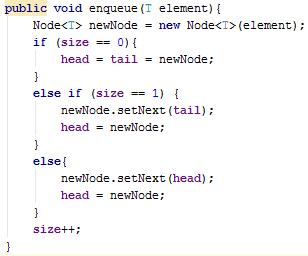 public void enqueue(T element){
    Node<T> newNode = new Node<T>(element);
    if (size == 0){
        head = tail = newNode;
    }
    else if (size == 1) {
        newNode.setNext(tail);
        head = newNode;
    }
    else{
        newNode.setNext(head);
        head = newNode;
    }
    size++;
}